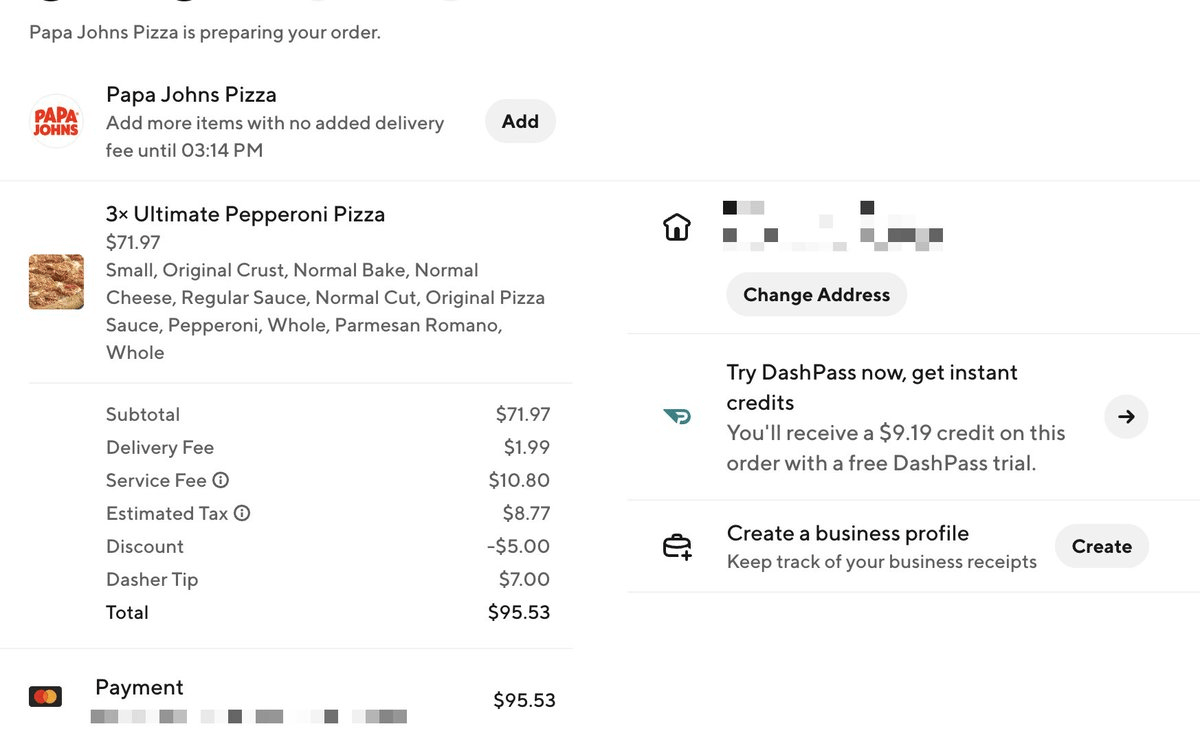 Papa Johns Pizza is preparing your order.
PAPA
JOHNS
Papa Johns Pizza
Add more items with no added delivery
fee until 03:14 PM
Add
3× Ultimate Pepperoni Pizza
$71.97
Small, Original Crust, Normal Bake, Normal
Cheese, Regular Sauce, Normal Cut, Original Pizza
Sauce, Pepperoni, Whole, Parmesan Romano,
Whole
Subtotal $71.97
Delivery Fee $1.99
Service Fee $10.80
Estimated Tax $8.77
Discount -$5.00
Dasher Tip $7.00
Total $95.53
Payment $95.53
Change Address
Try DashPass now, get instant
credits
You'll receive a $9.19 credit on this
order with a free DashPass trial.
Create a business profile
Keep track of your business receipts
Create